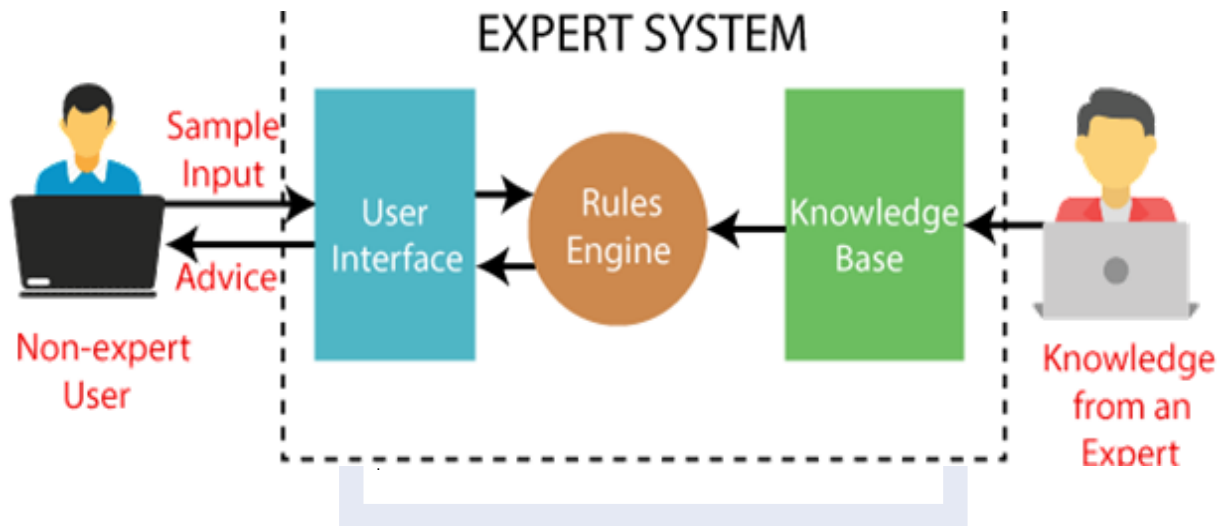 EXPERT SYSTEM
Sample
Input
Advice
Non-expert
User
User
Interface
Rules
Engine
Knowledge
Base
Knowledge
from an
Expert